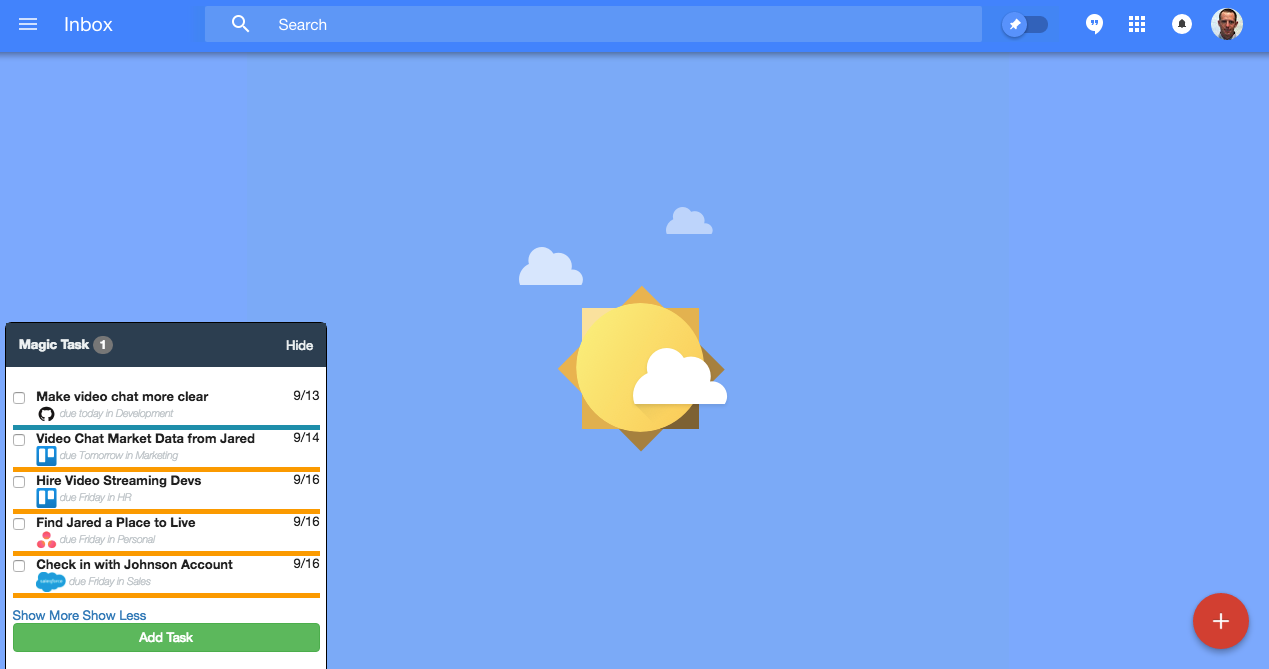 Inbox
Search
Magic Task 1
Hide
Make video chat more clear 9/13
due today in Development
Video Chat Market Data from Jared 9/14
due Tomorrow in Marketing
Hire Video Streaming Devs 9/16
due Friday in HR
Find Jared a Place to Live 9/16
due Friday in Personal
Check in with Johnson Account 9/16
salesforce due Friday in Sales
Show More Show Less
Add Task